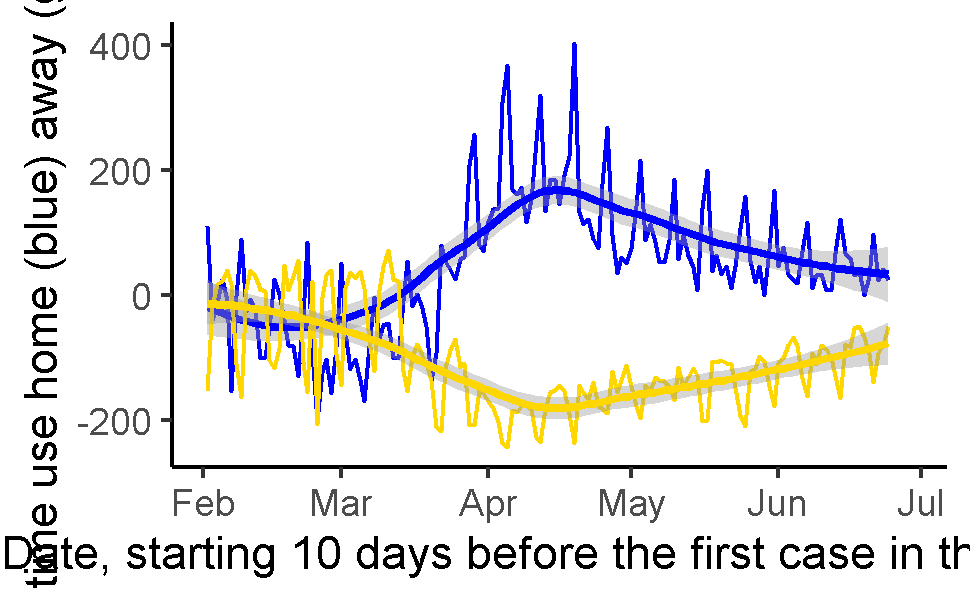 time use home (blue) away (
400
200
0
-200
Feb Mar Apr May Jun Jul
Date, starting 10 days before the first case in th